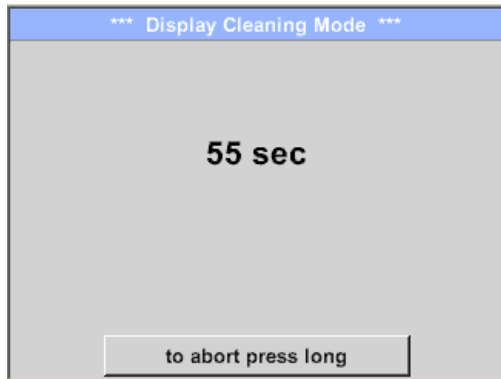 *** Display Cleaning Mode ***
55 sec
to abort press long